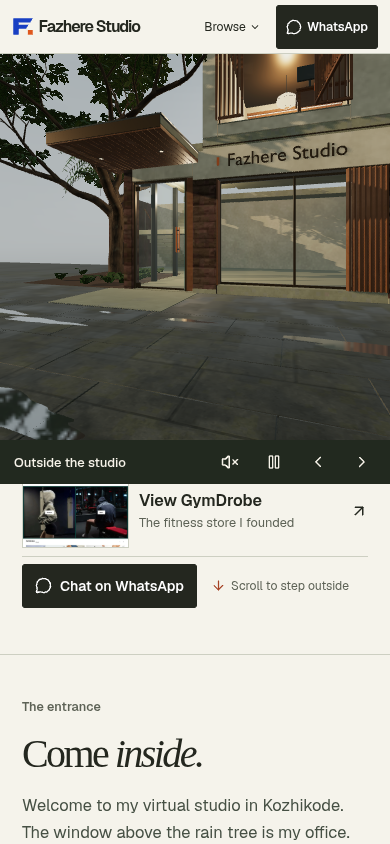 Fazhere Studio
Browse
WhatsApp
Fazhere Studio
Outside the studio
View GymDrobe
The fitness store I founded
Chat on WhatsApp
Scroll to step outside
The entrance
Come inside.
Welcome to my virtual studio in Kozhikode.
The window above the rain tree is my office.